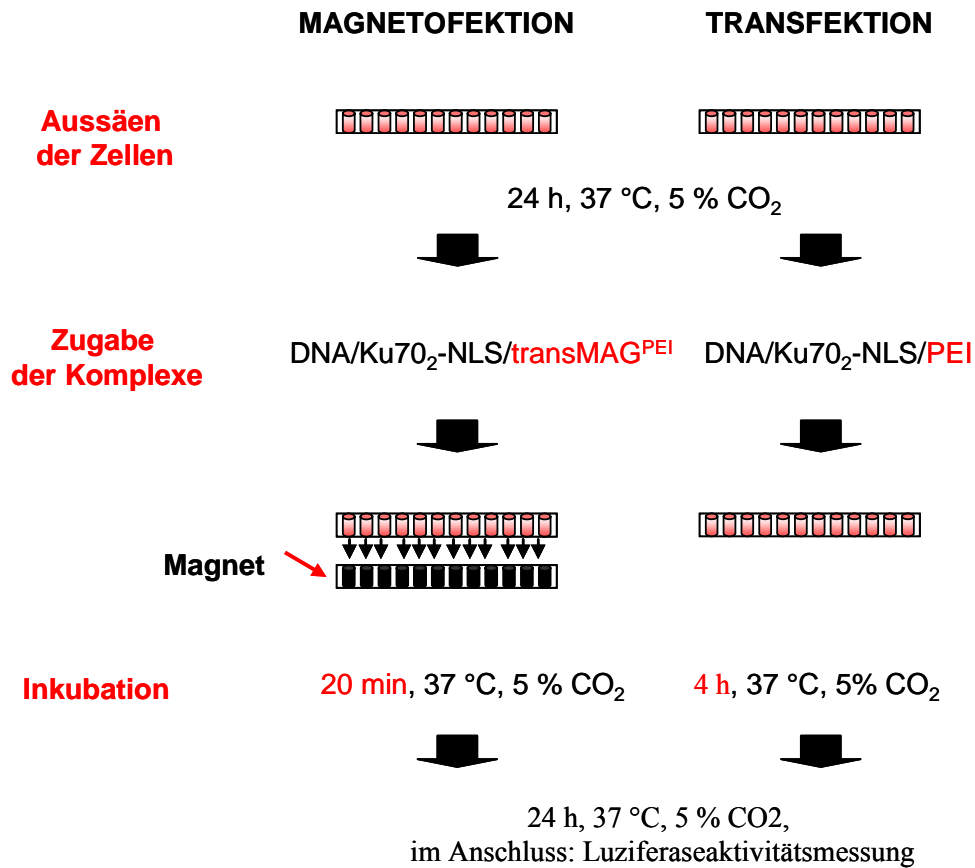 MAGNETOFEKTION TRANSFEKTION
Aussäen
der Zellen
24 h, 37 °C, 5 % CO₂
Zugabe
der Komplexe
DNA/Ku70₂-NLS/transMAGᴾᴱᴵ DNA/Ku70₂-NLS/PEI
Magnet
Inkubation
20 min, 37 °C, 5 % CO₂ 4 h, 37 °C, 5% CO₂
24 h, 37 °C, 5 % CO2,
im Anschluss: Luziferaseaktivitätsmessung